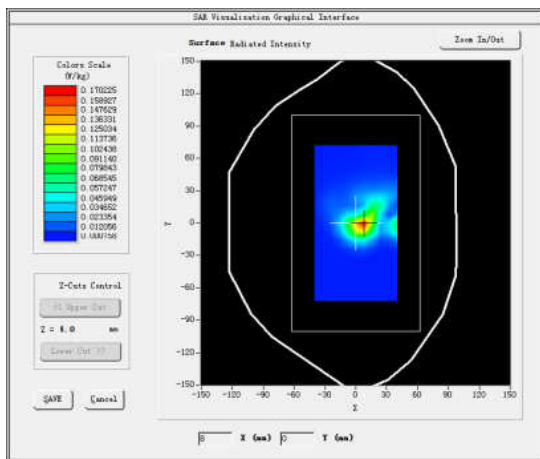 SAR Visualisation Graphical Interface
Surface Radiated Intensity
Zoom In/Out
Colors Scale
(W/kg)
0.170225
0.158927
0.147629
0.136331
0.125034
0.113736
0.102438
0.091140
0.079843
0.068545
0.057247
0.045949
0.034652
0.023354
0.012056
0.000758
Z-Cuts Control
Upper Cut
Z = 4.0 mm
Lower Cut
SAVE
Cancel
150
120
90
60
30
0
-30
-60
-90
-120
-150
Y
-150 -120 -90 -60 -30 0 30 60 90 120 150
X
8 X (mm) 0 Y (mm)